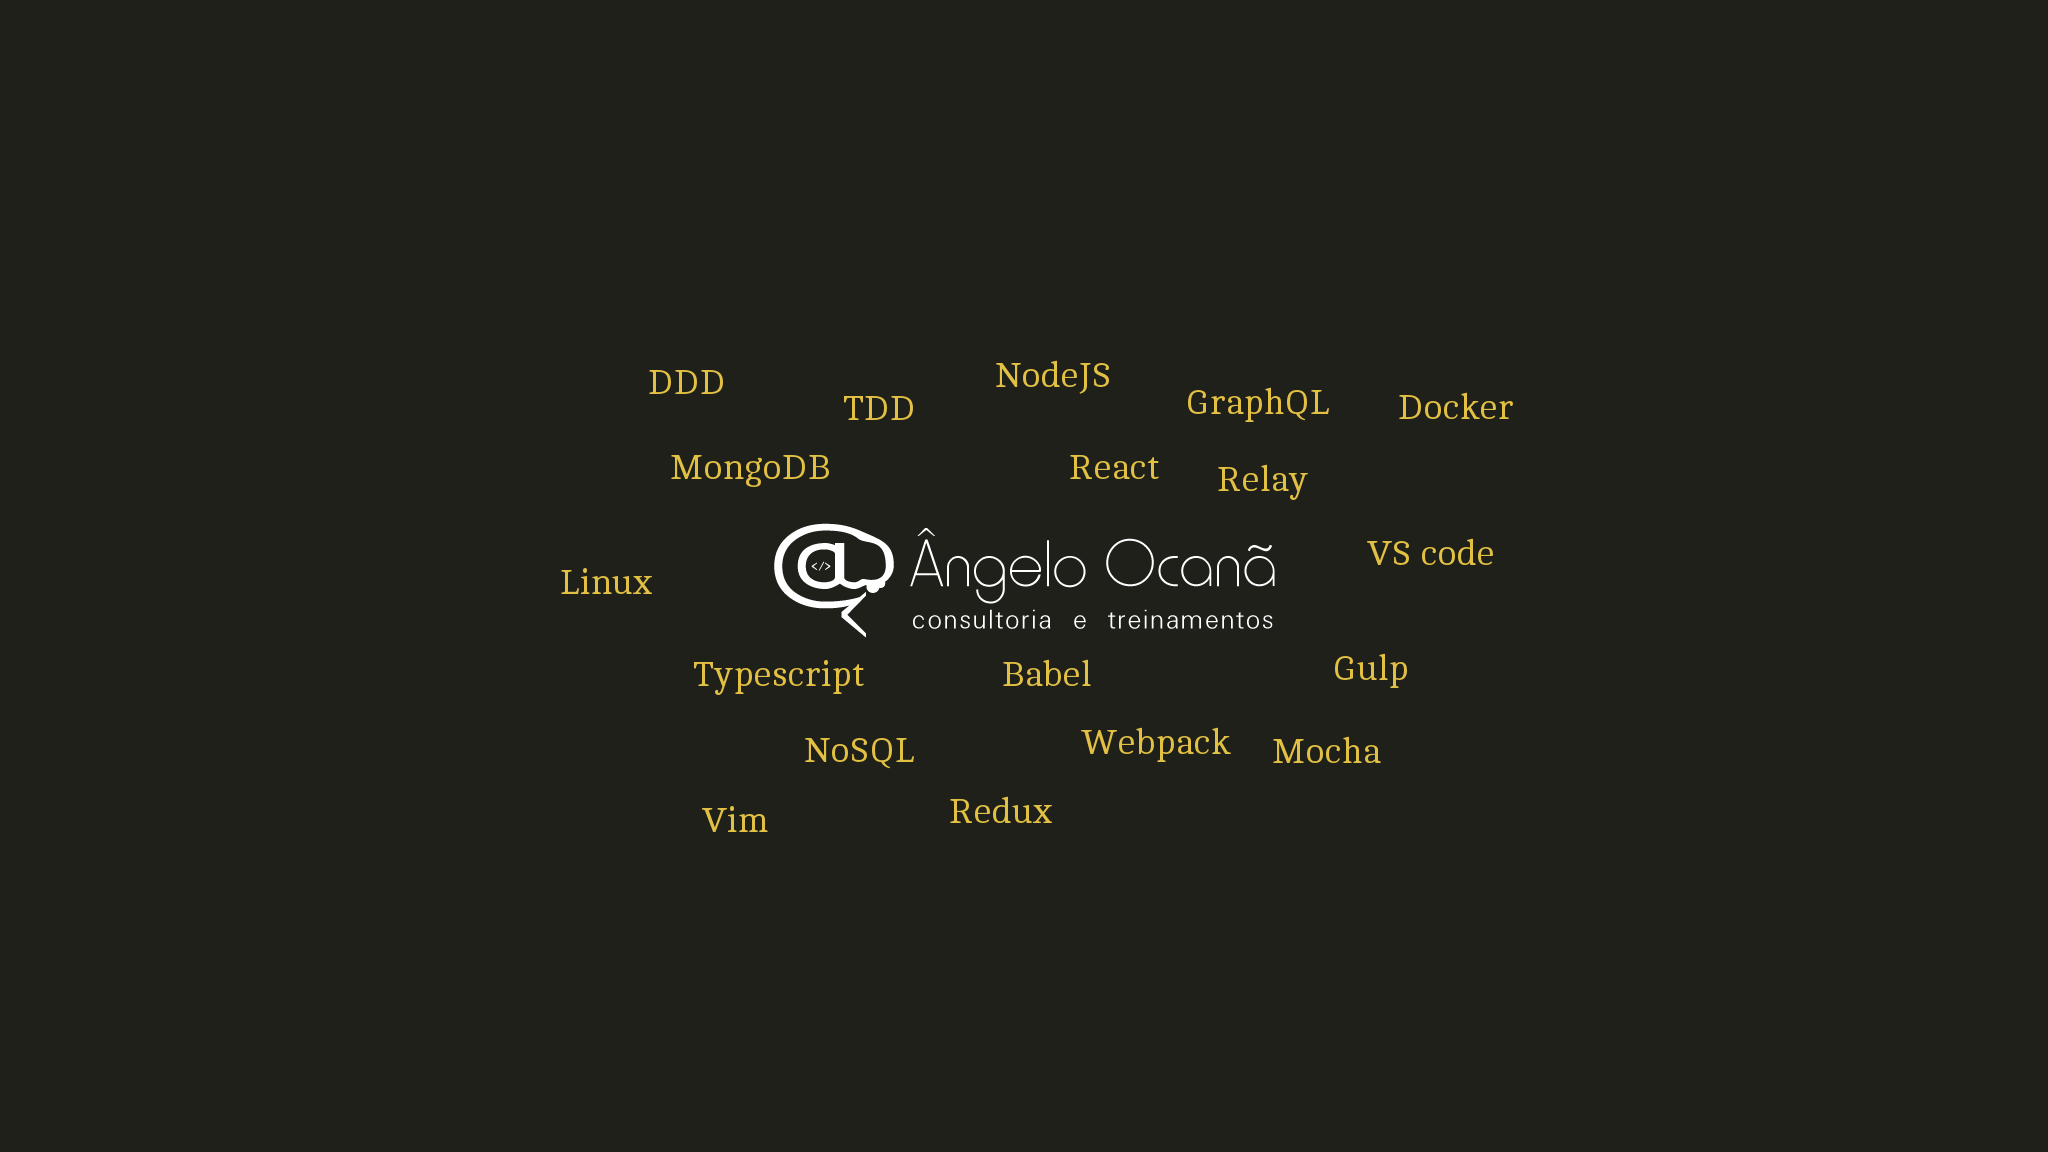 NodeJS
DDD
GraphQL
TDD
Docker
MongoDB
React
Relay
</>
Ângelo Ocanã
VS code
Linux
consultoria e treinamentos
Typescript
Babel
Gulp
NoSQL
Webpack
Mocha
Vim
Redux